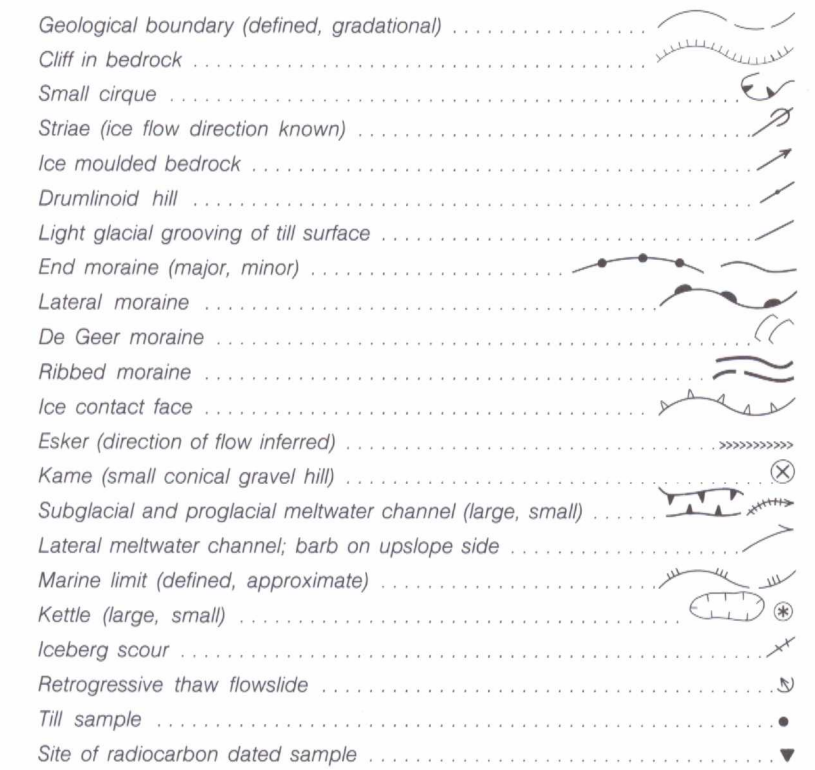 Geological boundary (defined, gradational)
Cliff in bedrock
Small cirque
Striae (ice flow direction known)
Ice moulded bedrock
Drumlinoid hill
Light glacial grooving of till surface
End moraine (major, minor)
Lateral moraine
De Geer moraine
Ribbed moraine
Ice contact face
Esker (direction of flow inferred)
Kame (small conical gravel hill)
Subglacial and proglacial meltwater channel (large, small)
Lateral meltwater channel; barb on upslope side
Marine limit (defined, approximate)
Kettle (large, small)
Iceberg scour
Retrogressive thaw flowslide
Till sample
Site of radiocarbon dated sample